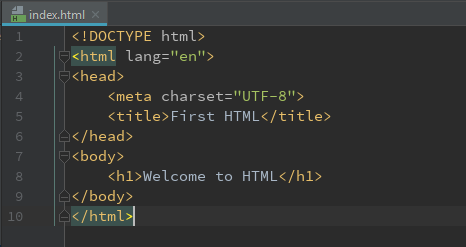 index.html
1 <!DOCTYPE html>
2 <html lang="en">
3 <head>
4     <meta charset="UTF-8">
5     <title>First HTML</title>
6 </head>
7 <body>
8     <h1>Welcome to HTML</h1>
9 </body>
10 </html>